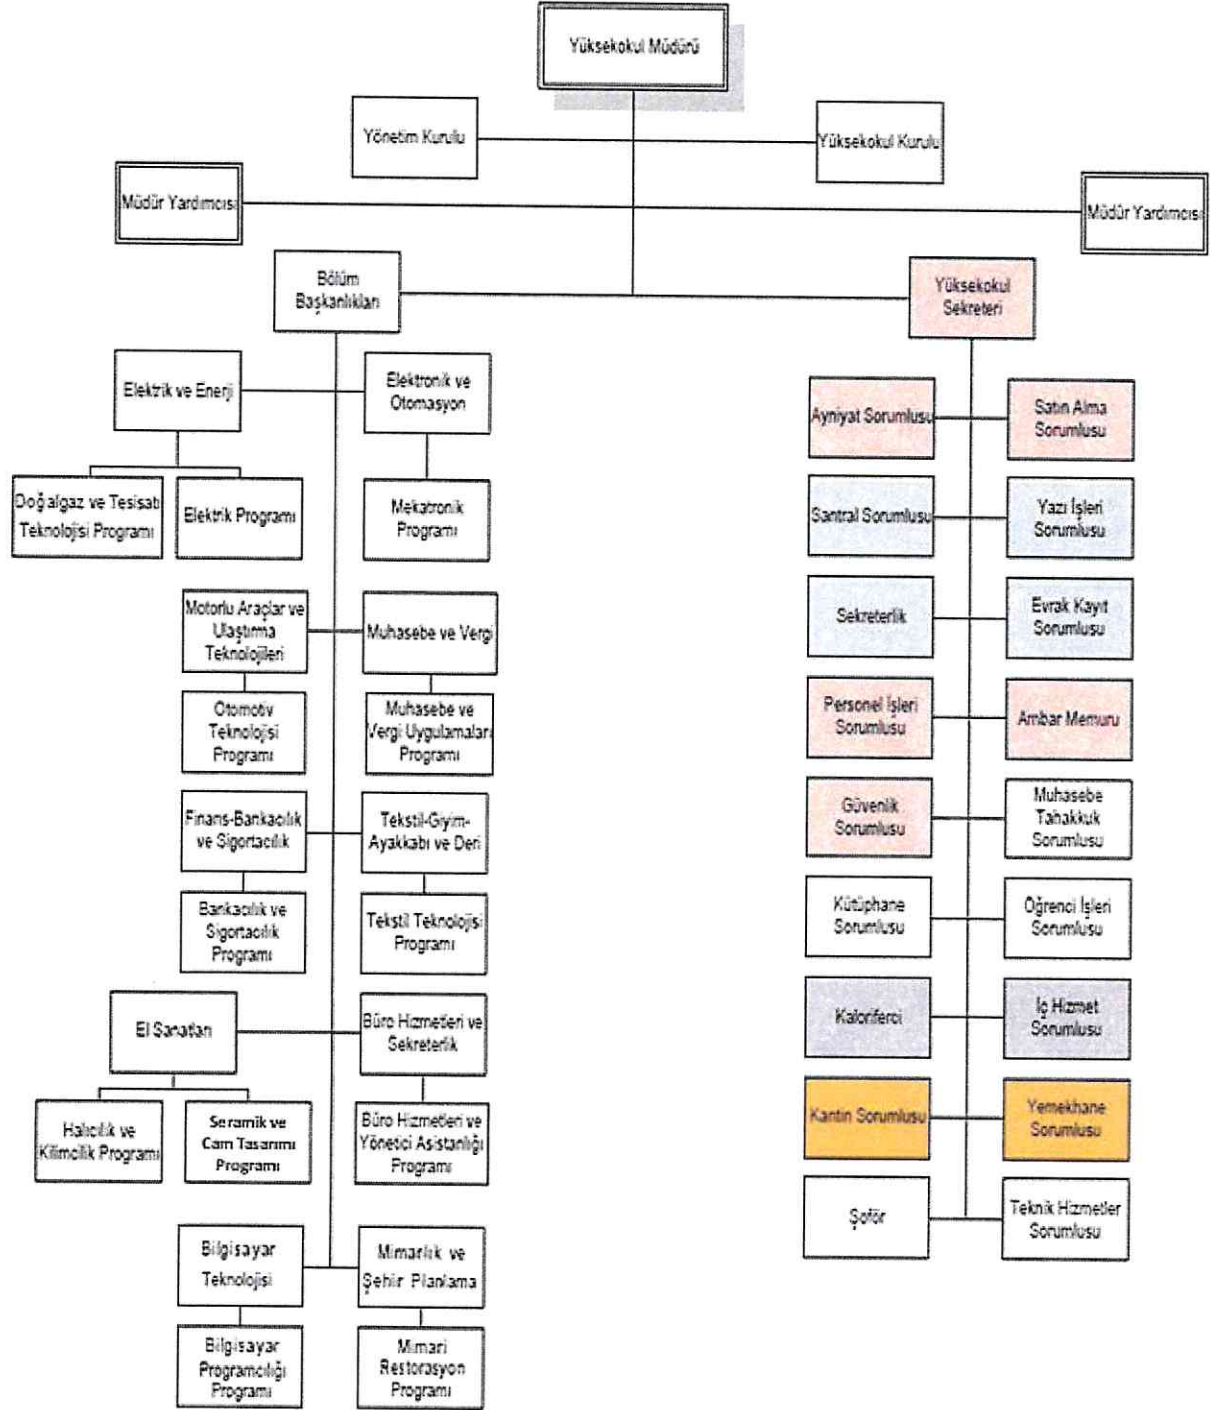 Yüksekokul Müdürü
Yönetim Kurulu
Yüksekokul Kurulu
Müdür Yardımcısı
Müdür Yardımcısı
Bölüm
Başkanlıkları
Yüksekokul
Sekreteri
Elektrik ve Enerji
Elektronik ve
Otomasyon
Doğalgaz ve Tesisatı
Teknolojisi Programı
Elektrik Programı
Mekatronik
Programı
Motorlu Araçlar ve
Ulaştırma
Teknolojileri
Muhasebe ve Vergi
Otomotiv
Teknolojisi
Programı
Muhasebe ve
Vergi Uygulamaları
Programı
Finans-Bankacılık
ve Sigortacılık
Tekstil-Giyim-
Ayakkabı ve Deri
Bankacılık ve
Sigortacılık
Programı
Tekstil Teknolojisi
Programı
El Sanatları
Büro Hizmetleri ve
Sekreterlik
Halıcılık ve
Kilimcilik Programı
Seramik ve
Cam Tasarımı
Programı
Büro Hizmetleri ve
Yönetici Asistanlığı
Programı
Bilgisayar
Teknolojisi
Mimarlık ve
Şehir Planlama
Bilgisayar
Programcılığı
Programı
Mimari
Restorasyon
Programı
Ayniyat Sorumlusu
Satın Alma
Sorumlusu
Santral Sorumlusu
Yazı İşleri
Sorumlusu
Sekreterlik
Evrak Kayıt
Sorumlusu
Personel İşleri
Sorumlusu
Ambar Memuru
Güvenlik
Sorumlusu
Muhasebe
Tahakkuk
Sorumlusu
Kütüphane
Sorumlusu
Öğrenci İşleri
Sorumlusu
Kaloriferci
İç Hizmet
Sorumlusu
Kantin Sorumlusu
Yemekhane
Sorumlusu
Şoför
Teknik Hizmetler
Sorumlusu